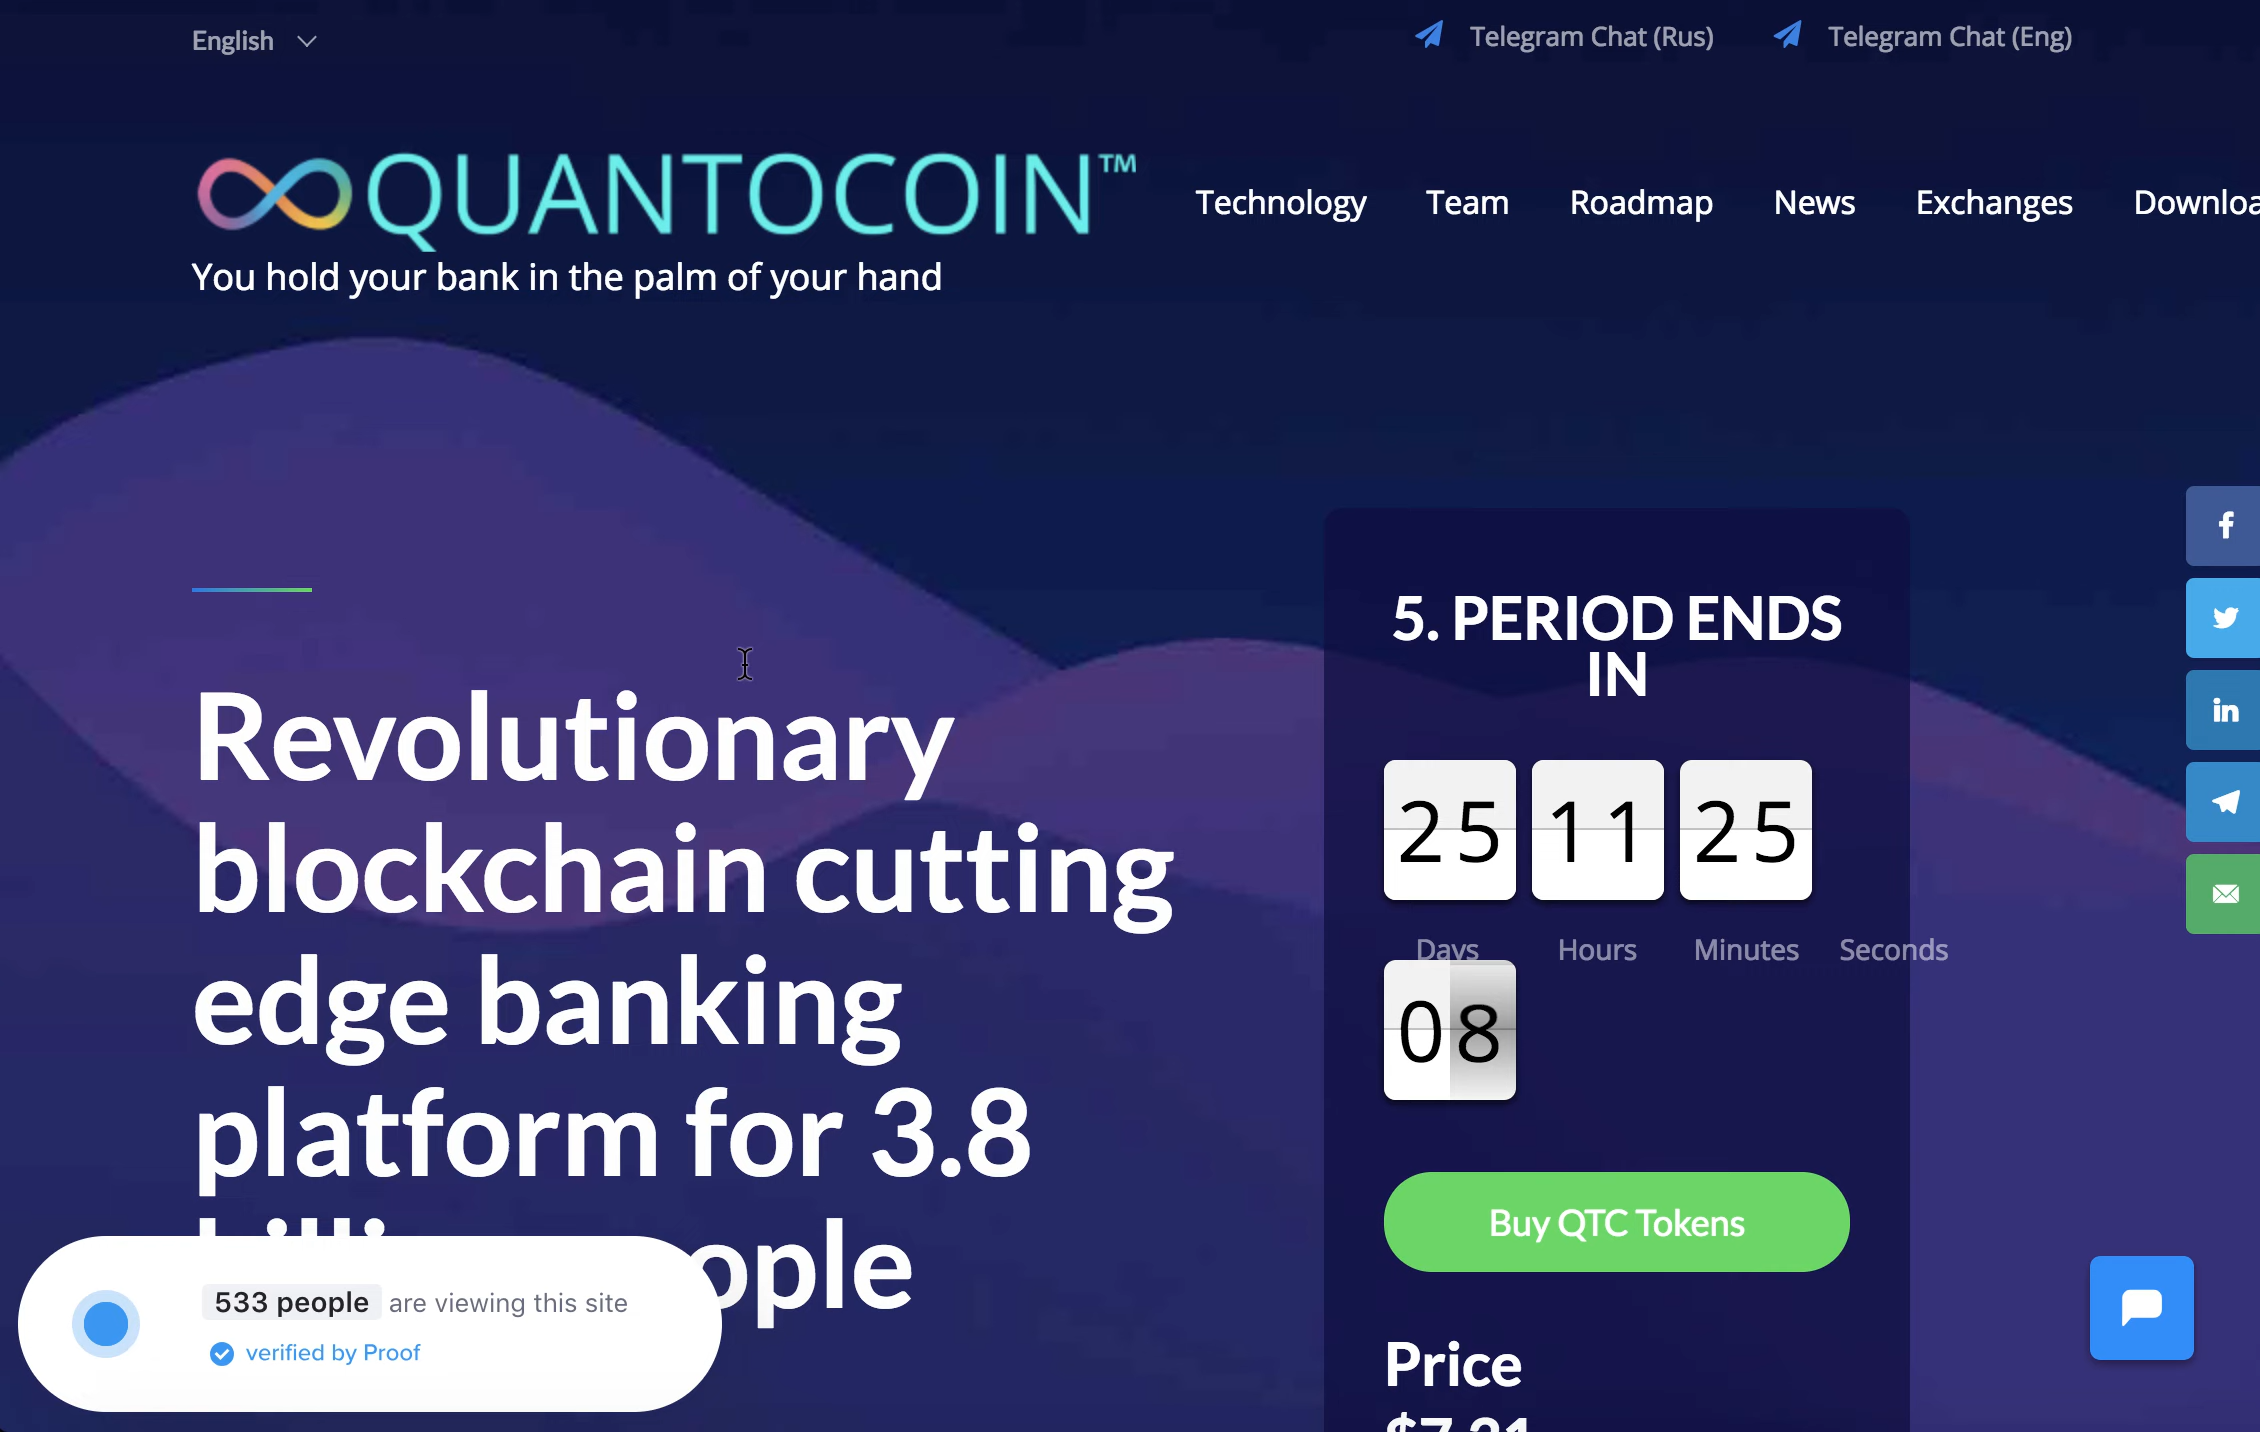 English
Telegram Chat (Rus)
Telegram Chat (Eng)
QUANTOCOIN™
You hold your bank in the palm of your hand
Technology
Team
Roadmap
News
Exchanges
Revolutionary
blockchain cutting
edge banking
platform for 3.8
5. PERIOD ENDS
IN
25 11 25
Days Hours Minutes Seconds
08
Buy QTC Tokens
Price
$7.21
533 people are viewing this site
verified by Proof